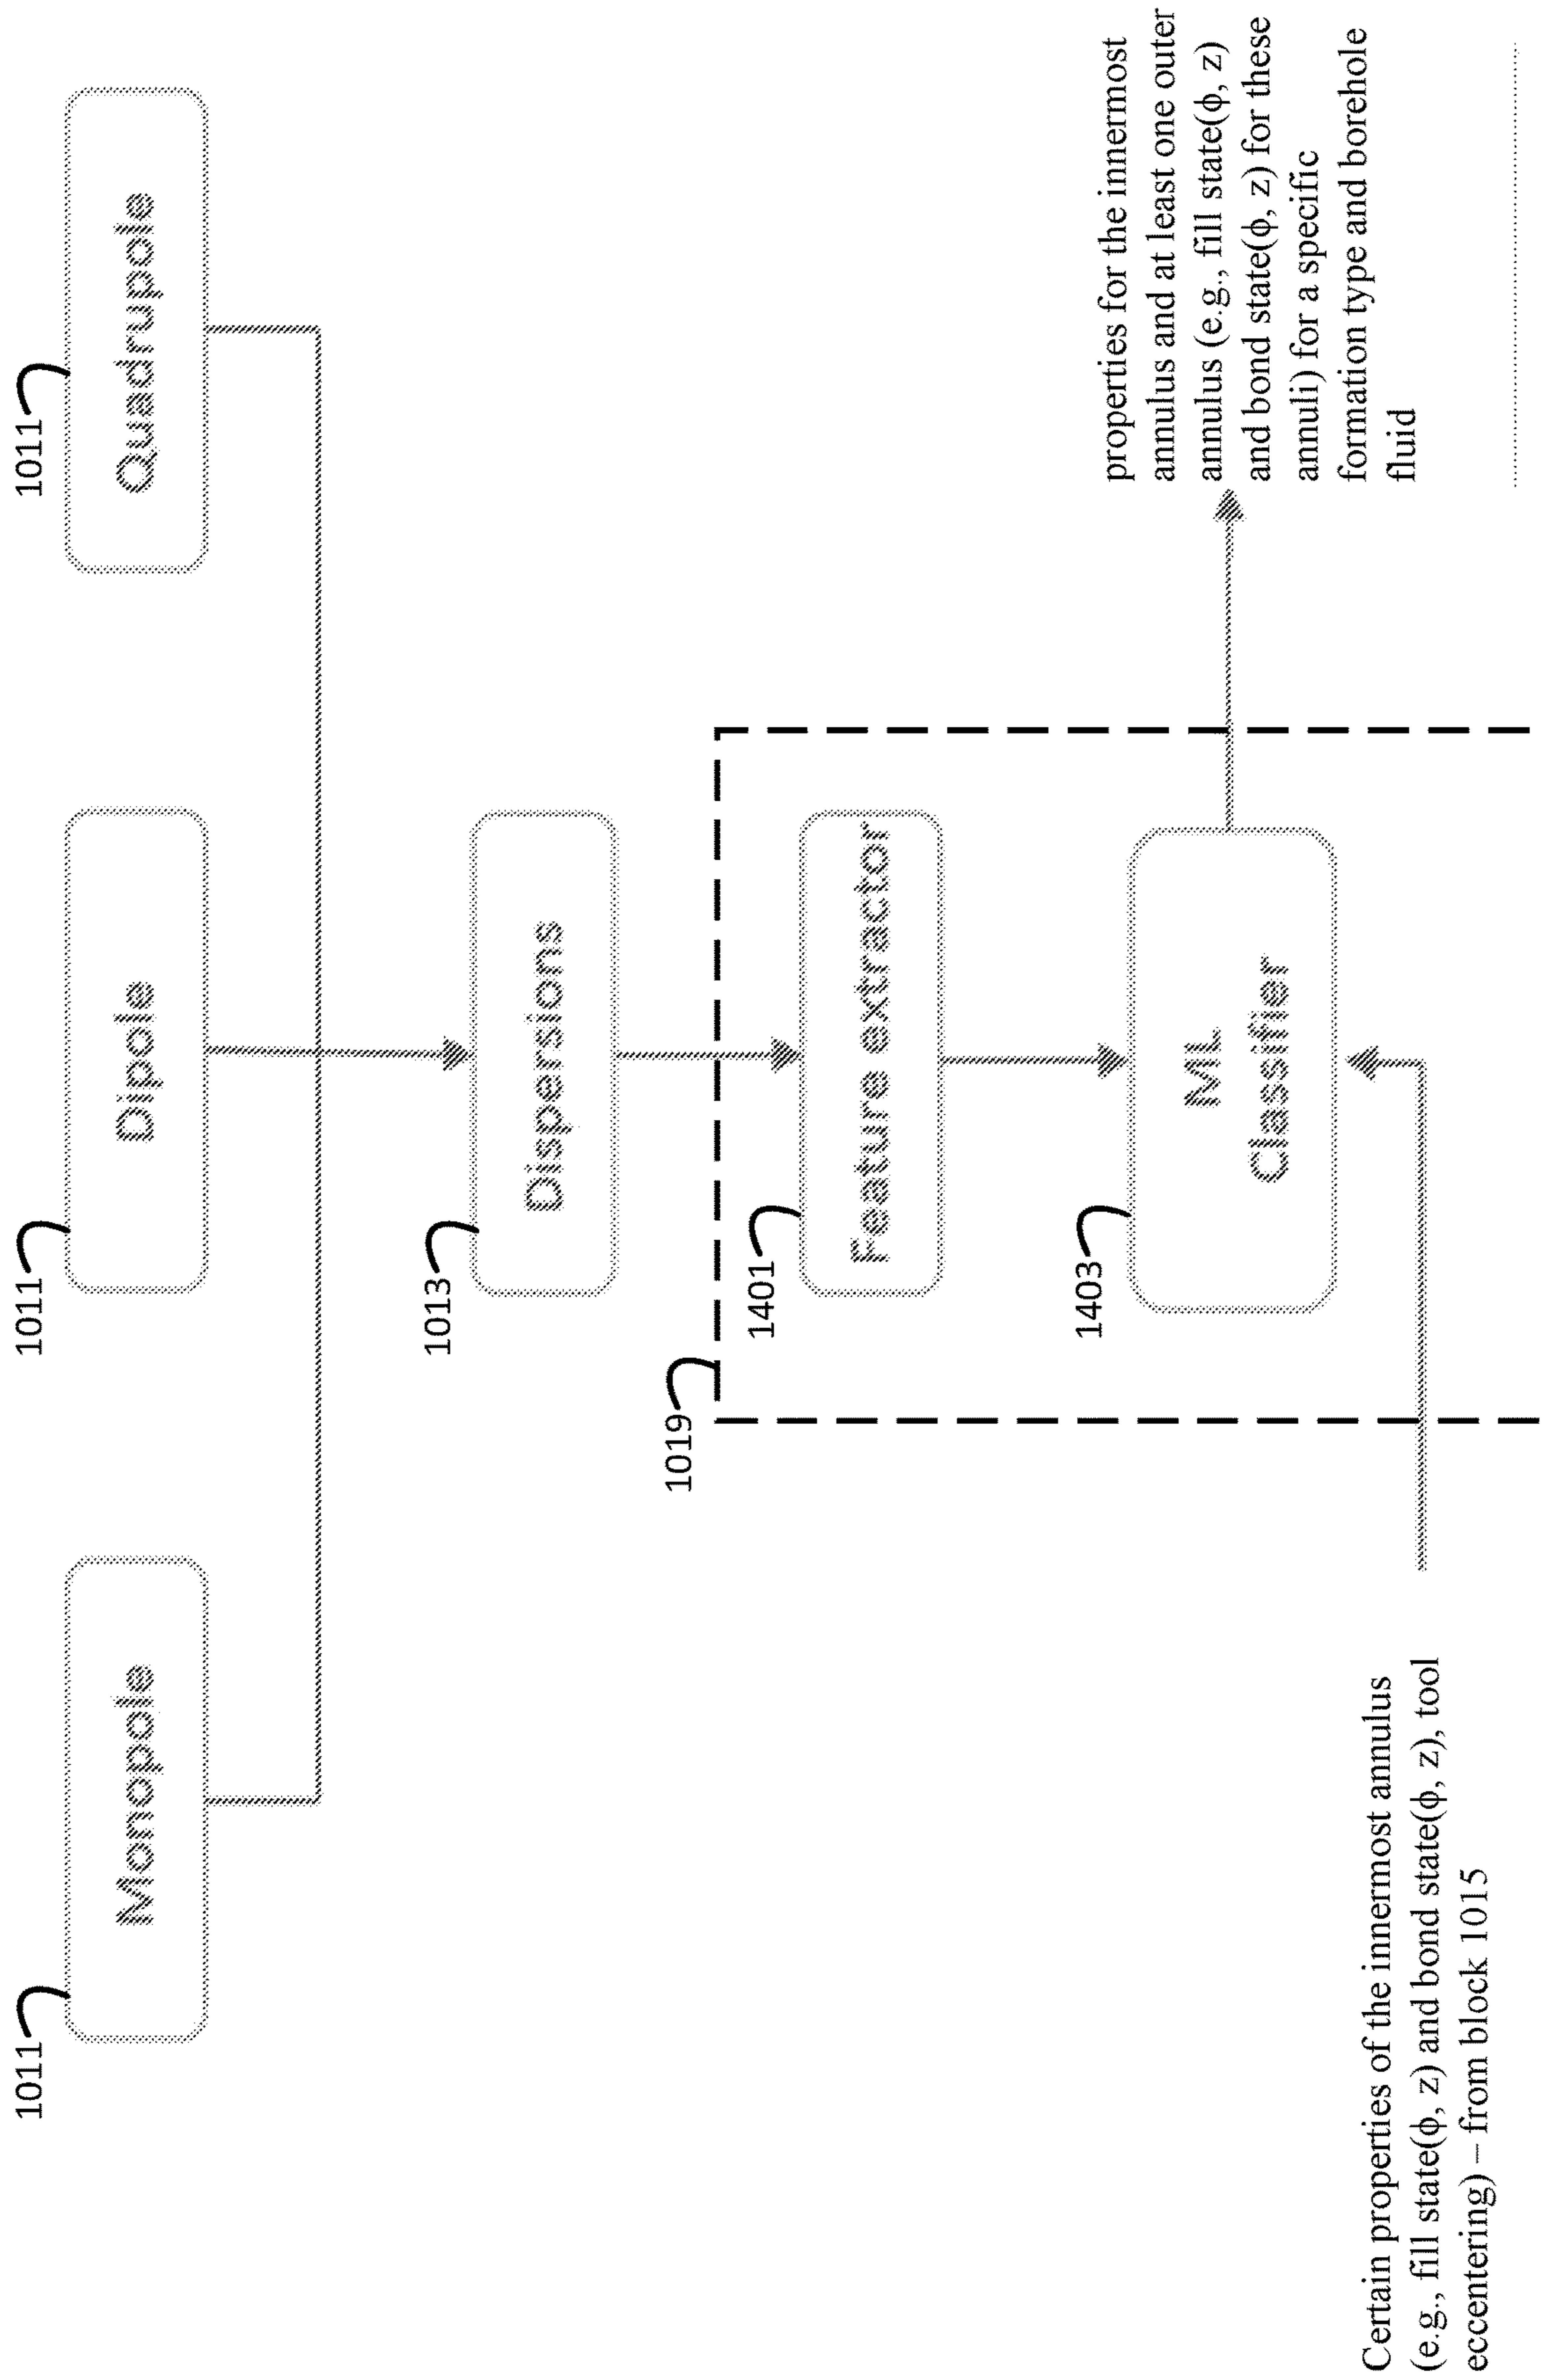 1011
Monopole
1011
Dipole
1011
Quadrupole
1013
Dispersions
1019
1401
Feature extractor
1403
ML
Classifier
properties for the innermost
annulus and at least one outer
annulus (e.g., fill state(ϕ, z)
and bond state(ϕ, z) for these
annuli) for a specific
formation type and borehole
fluid
Certain properties of the innermost annulus
(e.g., fill state(ϕ, z) and bond state(ϕ, z), tool
eccentering) – from block 1015